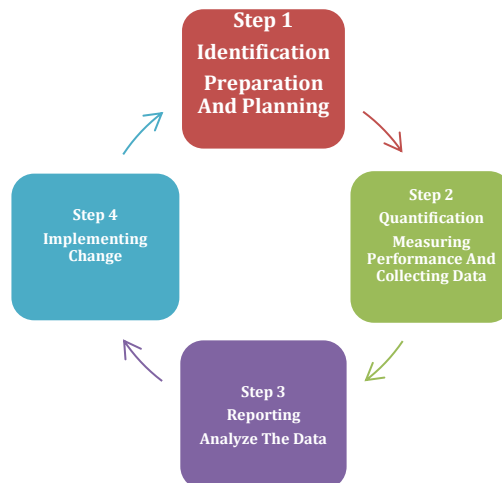 Step 1
Identification
Preparation
And Planning
Step 2
Quantification
Measuring
Performance And
Collecting Data
Step 3
Reporting
Analyze The Data
Step 4
Implementing
Change